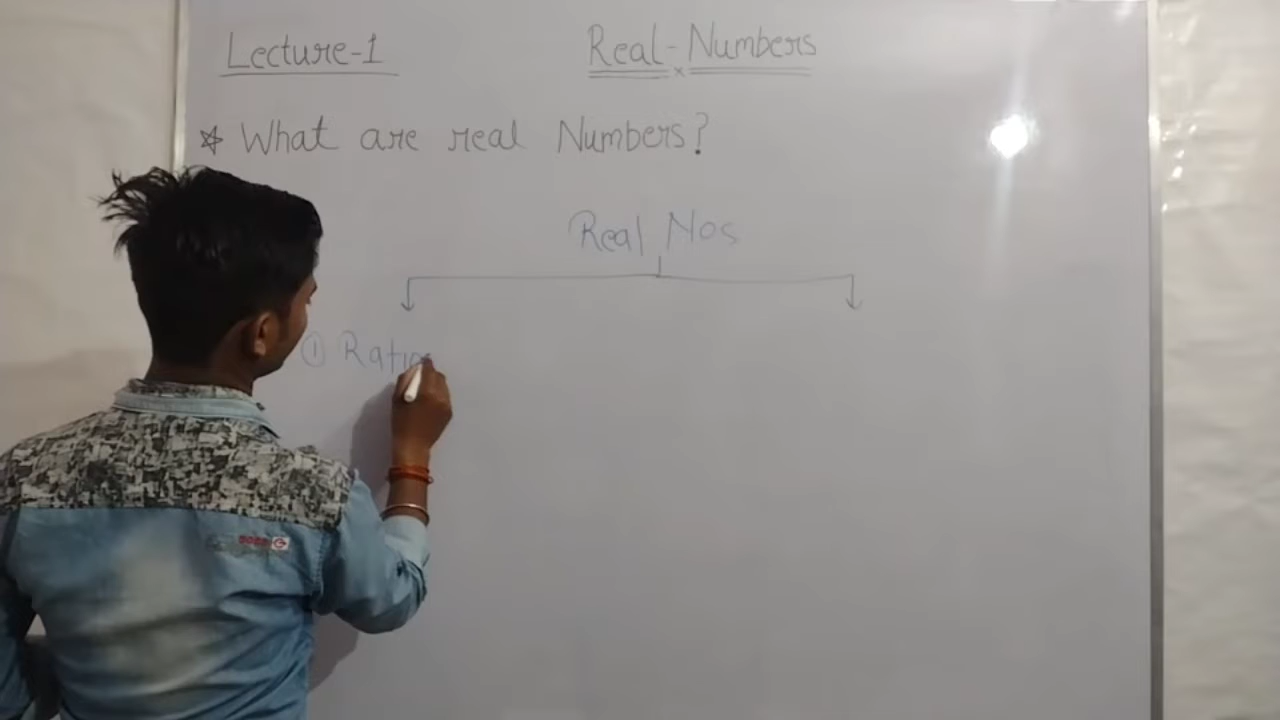 Lecture-1
Real-Numbers
☆ What are real Numbers?
Real Nos
① Ratio